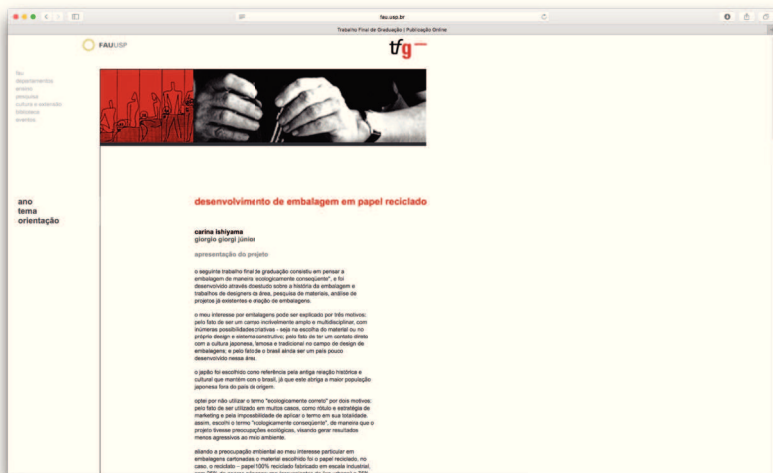 fau.usp.br
Trabalho Final de Graduação | Publicação Online
FAUUSP
tfg
fau
departamentos
ensino
pesquisa
cultura e extensão
biblioteca
eventos
ano
tema
orientação
desenvolvimento de embalagem em papel reciclado
carina ishiyama
giorgio giorgi júnior
apresentação do projeto
o seguinte trabalho final de graduação consistiu em pensar a
embalagem de maneira "ecologicamente conseqüente", e foi
desenvolvido através do estudo sobre a história da embalagem e
trabalhos de designers da área, pesquisa de materiais, análise de
projetos já existentes e criação de embalagens.
o meu interesse por embalagens pode ser explicado por três motivos:
pelo fato de ser um campo incrivelmente amplo e multidisciplinar, com
inúmeras possibilidades criativas - seja na escolha do material ou no
próprio design e sistema construtivo; pelo fato de ter um contato direto
com a cultura japonesa, famosa e tradicional no campo de design de
embalagens; e pelo fato de o brasil ainda ser um país pouco
desenvolvido nessa área.
o japão foi escolhido como referência pela antiga relação histórica e
cultural que mantém com o brasil, já que este abriga a maior população
japonesa fora do país de origem.
optei por não utilizar o termo "ecologicamente correto" por dois motivos:
pelo fato de ser utilizado em muitos casos, como rótulo e estratégia de
marketing e pela impossibilidade de aplicar o termo em sua totalidade.
assim, escolhi o termo "ecologicamente conseqüente", de maneira que o
projeto tivesse preocupações ecológicas, visando gerar resultados
menos agressivos ao meio ambiente.
aliando a preocupação ambiental ao meu interesse particular em
embalagens cartonadas o material escolhido foi o papel reciclado, no
caso, o reciclato – papel 100% reciclado fabricado em escala industrial,